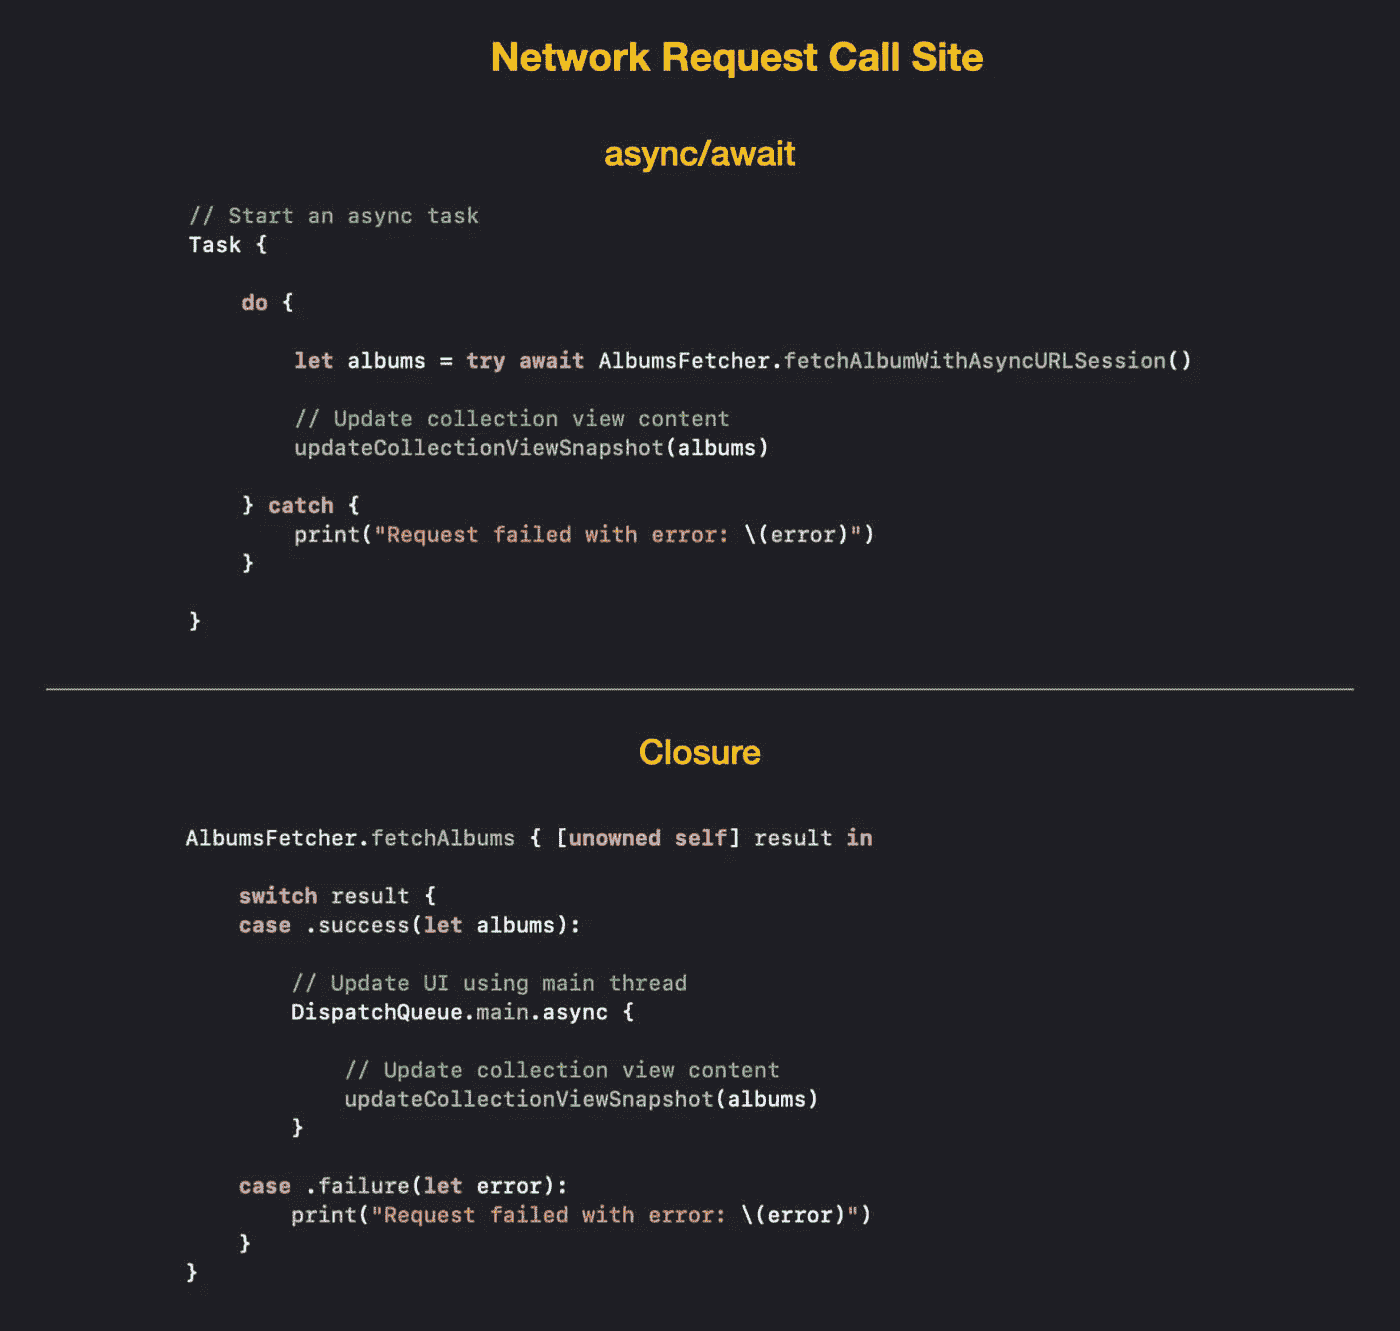 Network Request Call Site
async/await
// Start an async task
Task {
do {
let albums = try await AlbumsFetcher.fetchAlbumWithAsyncURLSession()
// Update collection view content
updateCollectionViewSnapshot(albums)
} catch {
print("Request failed with error: \(error)")
}
}
Closure
AlbumsFetcher.fetchAlbums { [unowned self] result in
switch result {
case .success(let albums):
// Update UI using main thread
DispatchQueue.main.async {
// Update collection view content
updateCollectionViewSnapshot(albums)
}
case .failure(let error):
print("Request failed with error: \(error)")
}
}